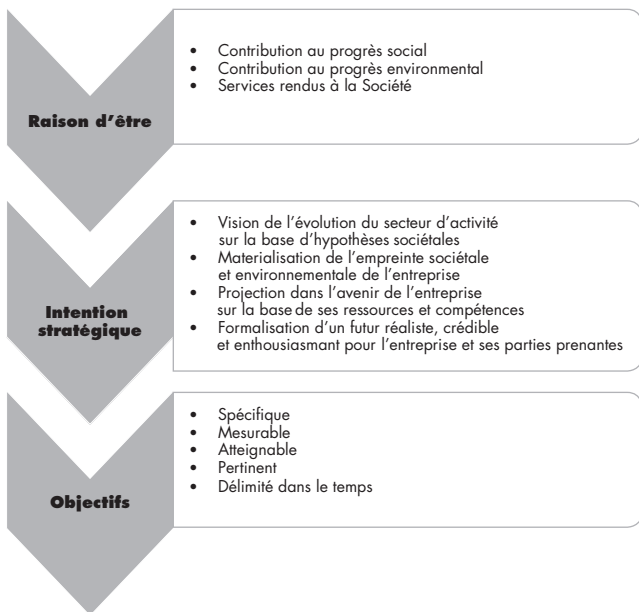 Raison d'être
• Contribution au progrès social
• Contribution au progrès environmental
• Services rendus à la Société
Intention
stratégique
• Vision de l'évolution du secteur d'activité
sur la base d'hypothèses sociétales
• Materialisation de l'empreinte sociétale
et environnementale de l'entreprise
• Projection dans l'avenir de l'entreprise
sur la base de ses ressources et compétences
• Formalisation d'un futur réaliste, crédible
et enthousiasmant pour l'entreprise et ses parties prenantes
Objectifs
• Spécifique
• Mesurable
• Atteignable
• Pertinent
• Délimité dans le temps